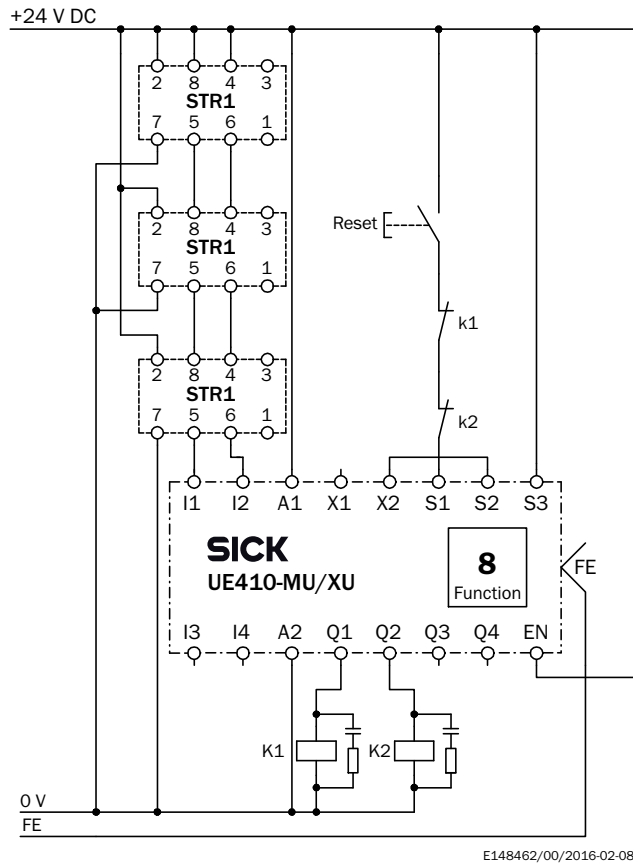 +24 V DC
2 8 4 3
STR1
7 5 6 1
2 8 4 3
STR1
7 5 6 1
Reset
k1
2 8 4 3
STR1
7 5 6 1
k2
I1 I2 A1 X1 X2 S1 S2 S3
SICK
UE410-MU/XU
8
Function
FE
I3 I4 A2 Q1 Q2 Q3 Q4 EN
K1 K2
0 V
FE
E148462/00/2016-02-08